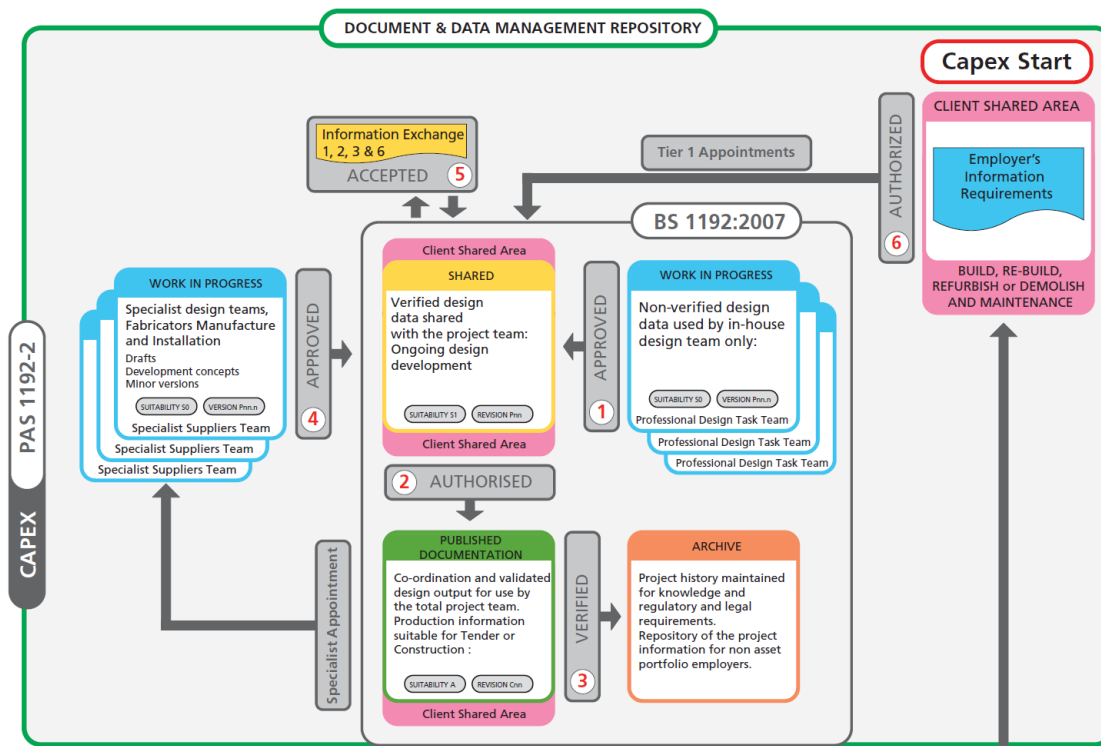 DOCUMENT & DATA MANAGEMENT REPOSITORY
Capex Start
CLIENT SHARED AREA
Employer's
Information
Requirements
BUILD, RE-BUILD,
REFURBISH or DEMOLISH
AND MAINTENANCE
AUTHORIZED
6
Tier 1 Appointments
Information Exchange
1, 2, 3 & 6
ACCEPTED
5
BS 1192:2007
Client Shared Area
SHARED
Verified design
data shared
with the project team:
Ongoing design
development
SUITABILITY S1
REVISION Pnn
Client Shared Area
WORK IN PROGRESS
Non-verified design
data used by in-house
design team only:
SUITABILITY S0
VERSION Pnn.n
Professional Design Task Team
Professional Design Task Team
Professional Design Task Team
APPROVED
1
WORK IN PROGRESS
Specialist design teams,
Fabricators Manufacture
and Installation
Drafts
Development concepts
Minor versions
SUITABILITY S0
VERSION Pnn.n
Specialist Suppliers Team
Specialist Suppliers Team
Specialist Suppliers Team
APPROVED
4
PAS 1192-2
CAPEX
2
AUTHORISED
PUBLISHED
DOCUMENTATION
Co-ordination and validated
design output for use by
the total project team.
Production information
suitable for Tender or
Construction :
SUITABILITY A
REVISION Cnn
Client Shared Area
Specialist Appointment
VERIFIED
3
ARCHIVE
Project history maintained
for knowledge and
regulatory and legal
requirements.
Repository of the project
information for non asset
portfolio employers.